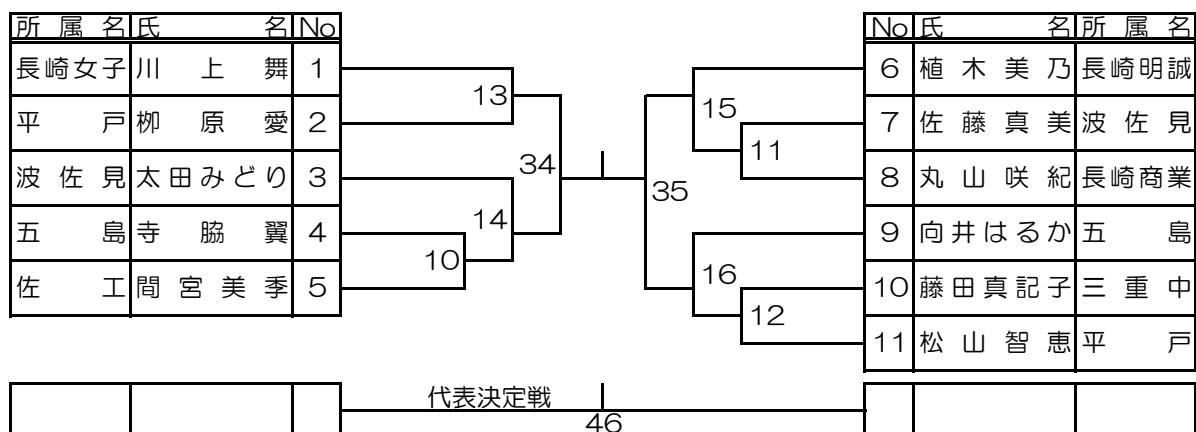 所属名 氏名 No No 氏名 所属名
長崎女子 川上舞 1 6 植木美乃 長崎明誠
13 15
平戸 柳原愛 2 7 佐藤真美 波佐見
34 11
波佐見 太田みどり 3 35 8 丸山咲紀 長崎商業
14
五島 寺脇翼 4 9 向井はるか 五島
10 16
佐工 間宮美季 5 10 藤田真記子 三重中
12
11 松山智恵 平戸
代表決定戦
46